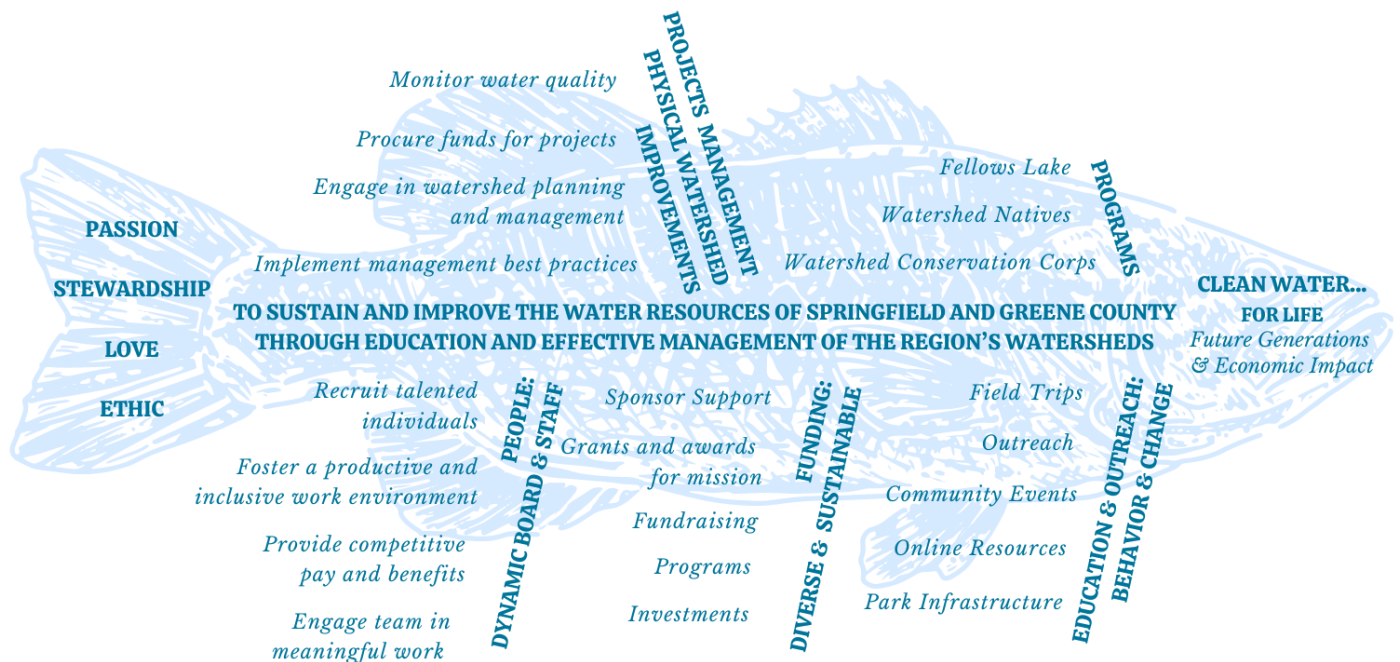 PASSION
STEWARDSHIP
LOVE
ETHIC
Monitor water quality
Procure funds for projects
Engage in watershed planning
and management
Implement management best practices
PROJECTS MANAGEMENT
PHYSICAL WATERSHED
IMPROVEMENTS
Fellows Lake
Watershed Natives
Watershed Conservation Corps
PROGRAMS
TO SUSTAIN AND IMPROVE THE WATER RESOURCES OF SPRINGFIELD AND GREENE COUNTY
THROUGH EDUCATION AND EFFECTIVE MANAGEMENT OF THE REGION’S WATERSHEDS
CLEAN WATER...
FOR LIFE
Future Generations
& Economic Impact
Recruit talented
individuals
Foster a productive and
inclusive work environment
Provide competitive
pay and benefits
Engage team in
meaningful work
PEOPLE:
DYNAMIC BOARD & STAFF
Sponsor Support
Grants and awards
for mission
Fundraising
Programs
Investments
FUNDING:
DIVERSE & SUSTAINABLE
Field Trips
Outreach
Community Events
Online Resources
Park Infrastructure
EDUCATION & OUTREACH:
BEHAVIOR & CHANGE